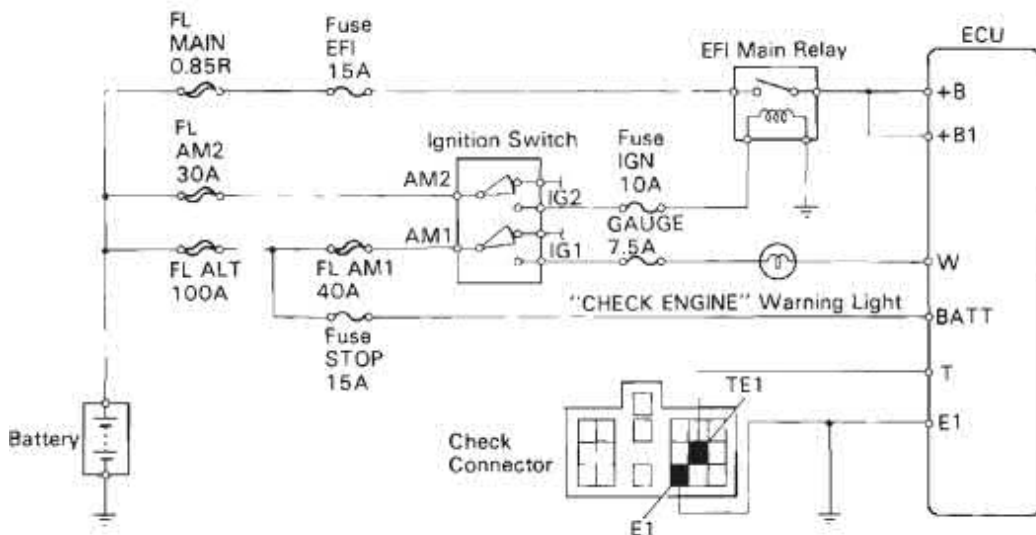 FL
MAIN
0.85R
Fuse
EFI
15A
EFI Main Relay
ECU
+B
+B1
FL
AM2
30A
Ignition Switch
Fuse
IGN
10A
AM2
IG2
GAUGE
7.5A
AM1
IG1
FL ALT
100A
FL AM1
40A
W
"CHECK ENGINE" Warning Light
BATT
Fuse
STOP
15A
T
TE1
E1
Battery
Check
Connector
E1